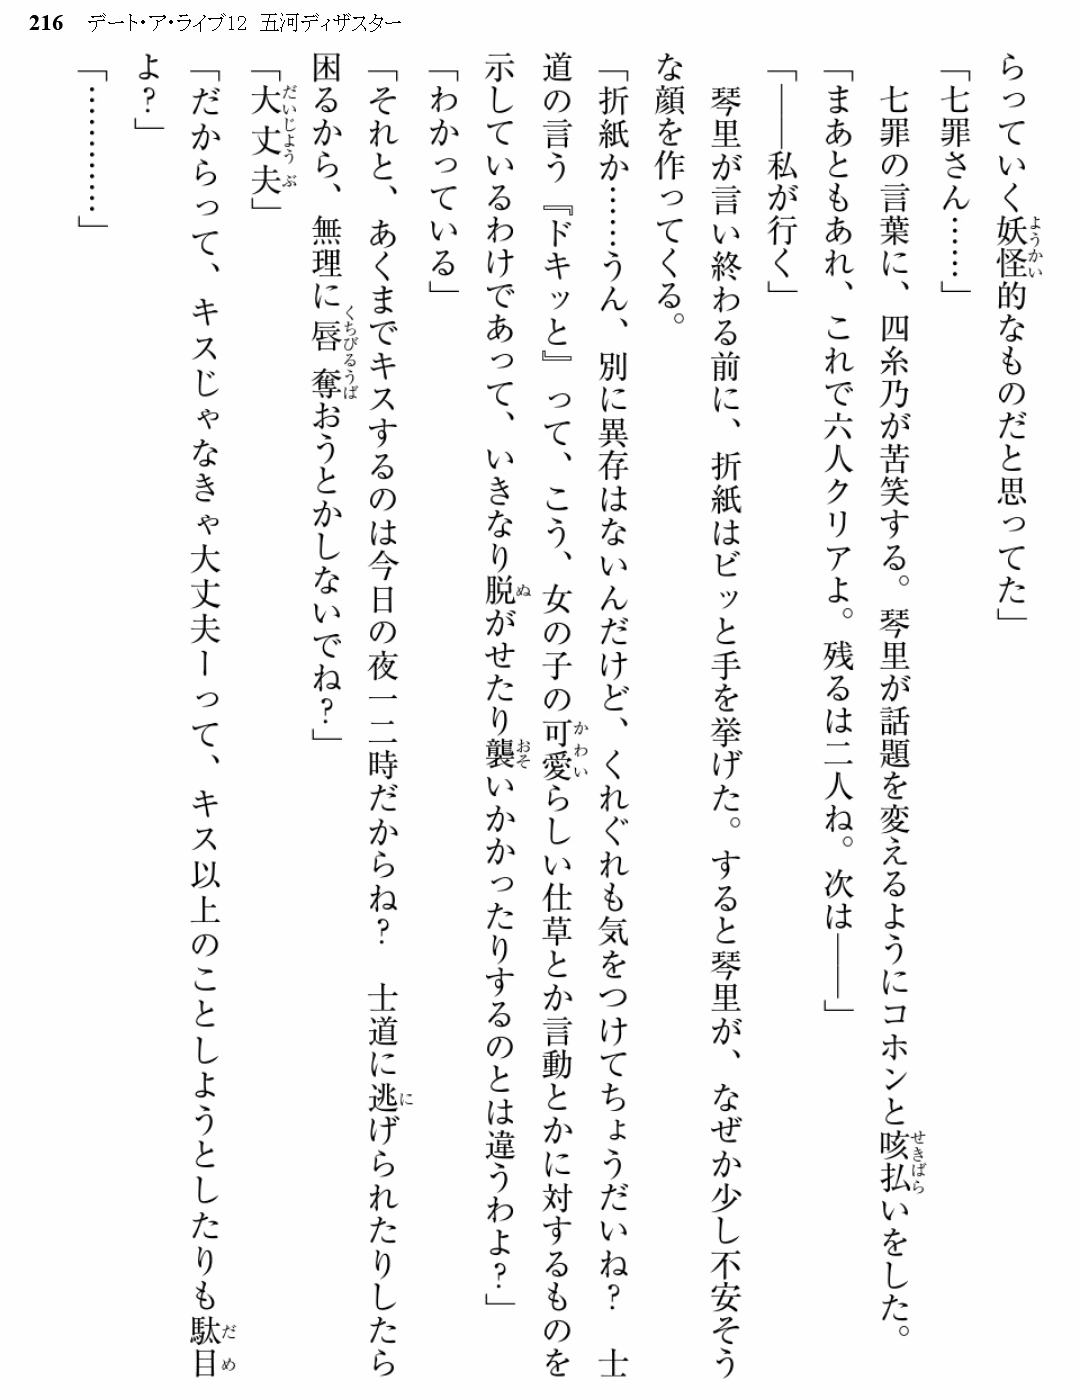 216　デート・ア・ライブ12　五河ディザスター
らっていく妖怪的なものだと思ってた」
「七罪さん……」
　七罪の言葉に、四糸乃が苦笑する。琴里が話題を変えるようにコホンと咳払いをした。
「まあともあれ、これで六人クリアよ。残るは二人ね。次は――」
「――私が行く」
　琴里が言い終わる前に、折紙はビッと手を挙げた。すると琴里が、なぜか少し不安そう
な顔を作ってくる。
「折紙か……うん、別に異存はないんだけど、くれぐれも気をつけてちょうだいね？　士
道の言う『ドキッと』って、こう、女の子の可愛らしい仕草とか言動とかに対するものを
示しているわけであって、いきなり脱がせたり襲いかかったりするのとは違うわよ？」
「わかっている」
「それと、あくまでキスするのは今日の夜一二時だからね？　士道に逃げられたりしたら
困るから、無理に唇奪おうとかしないでね？」
「大丈夫」
「だからって、キスじゃなきゃ大丈夫ーって、キス以上のことしようとしたりも駄目
よ？」
「…………」